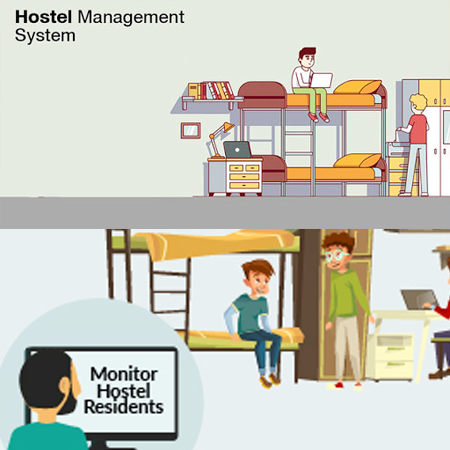 Hostel Management
System
Monitor
Hostel
Residents